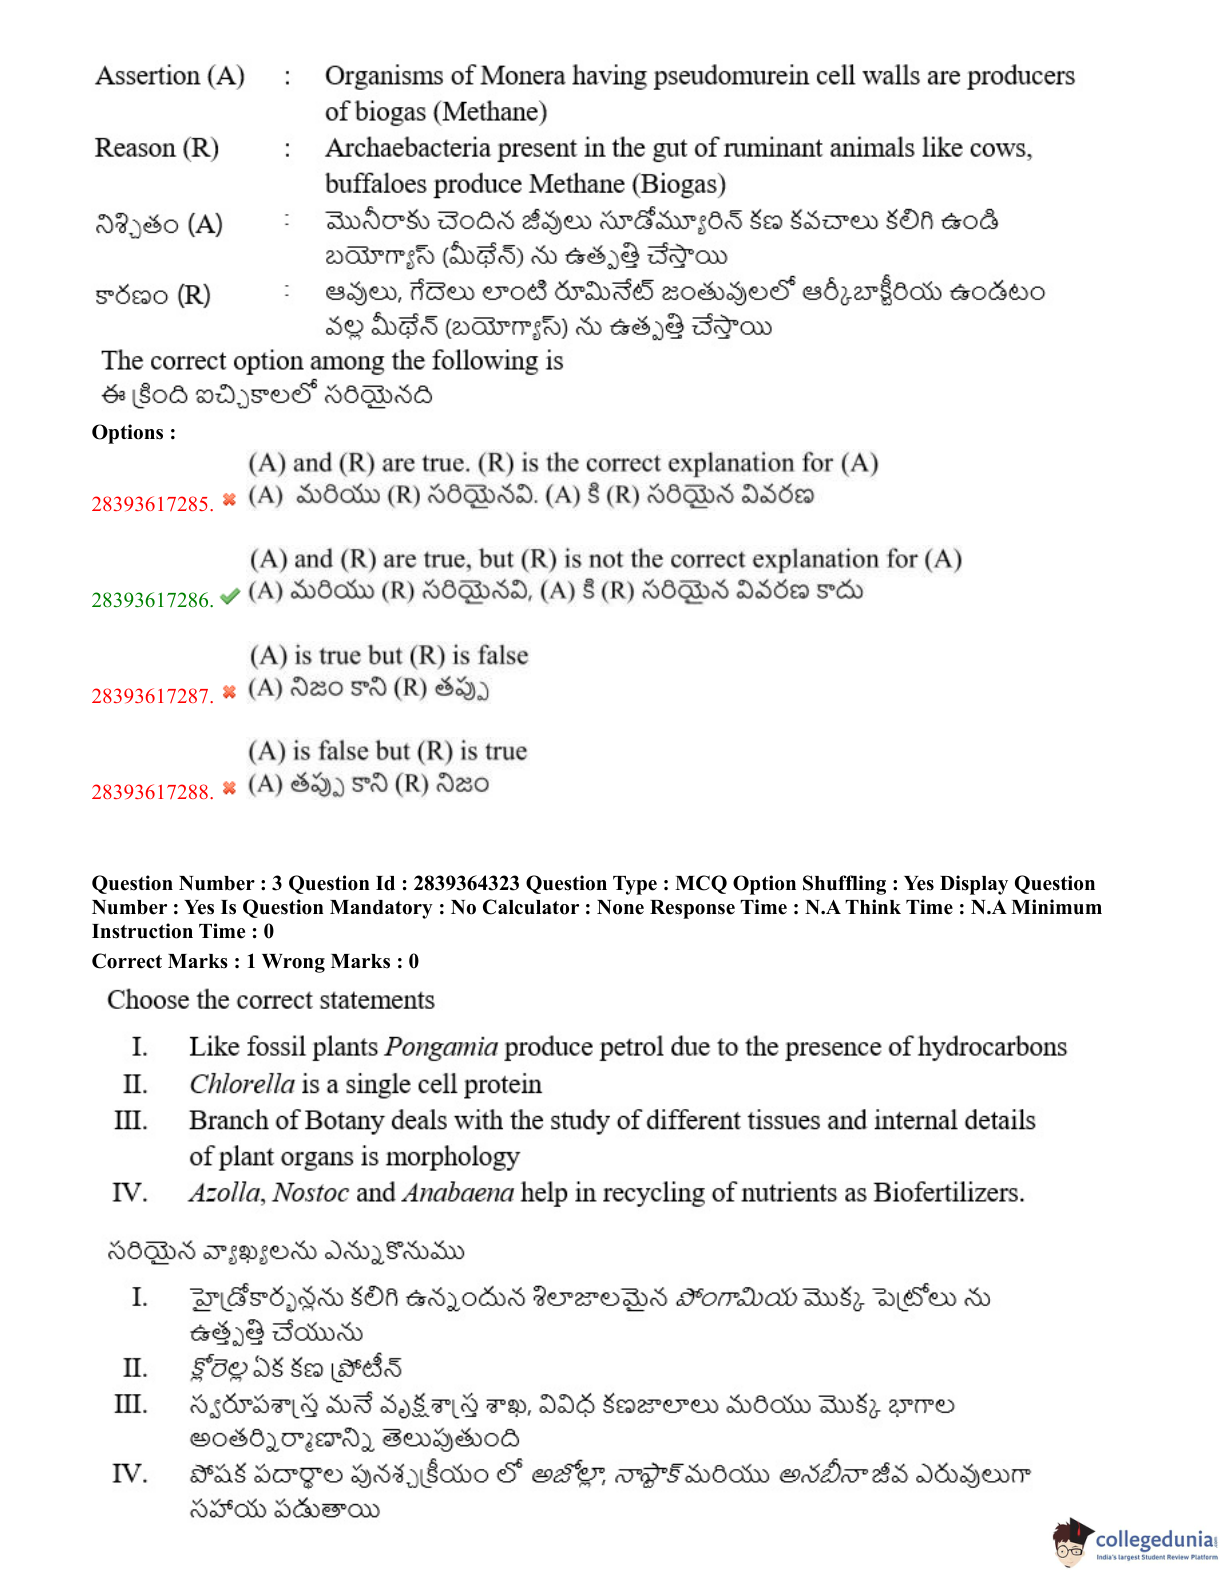 Assertion (A) : Organisms of Monera having pseudomurein cell walls are producers
of biogas (Methane)
Reason (R) : Archaebacteria present in the gut of ruminant animals like cows,
buffaloes produce Methane (Biogas)
నిశ్చితం (A) : మొనీరాకు చెందిన జీవులు సూడోమ్యూరిన్ కణ కవచాలు కలిగి ఉండి
బయోగ్యాస్ (మీథేన్) ను ఉత్పత్తి చేస్తాయి
కారణం (R) : ఆవులు, గేదెలు లాంటి రూమినేట్ జంతువులలో ఆర్కీబాక్టీరియ ఉండటం
వల్ల మీథేన్ (బయోగ్యాస్) ను ఉత్పత్తి చేస్తాయి
The correct option among the following is
ఈ క్రింది ఐచ్చికాలలో సరియైనది
Options :
(A) and (R) are true. (R) is the correct explanation for (A)
28393617285. (A) మరియు (R) సరియైనవి. (A) కి (R) సరియైన వివరణ
(A) and (R) are true, but (R) is not the correct explanation for (A)
28393617286. (A) మరియు (R) సరియైనవి, (A) కి (R) సరియైన వివరణ కాదు
(A) is true but (R) is false
28393617287. (A) నిజం కాని (R) తప్పు
(A) is false but (R) is true
28393617288. (A) తప్పు కాని (R) నిజం
Question Number : 3 Question Id : 2839364323 Question Type : MCQ Option Shuffling : Yes Display Question
Number : Yes Is Question Mandatory : No Calculator : None Response Time : N.A Think Time : N.A Minimum
Instruction Time : 0
Correct Marks : 1 Wrong Marks : 0
Choose the correct statements
I. Like fossil plants Pongamia produce petrol due to the presence of hydrocarbons
II. Chlorella is a single cell protein
III. Branch of Botany deals with the study of different tissues and internal details
of plant organs is morphology
IV. Azolla, Nostoc and Anabaena help in recycling of nutrients as Biofertilizers.
సరియైన వ్యాఖ్యలను ఎన్నుకొనుము
I. హైడ్రోకార్బన్లను కలిగి ఉన్నందున శిలాజాలమైన పోంగామియ మొక్క పెట్రోలు ను
ఉత్త్పత్తి చేయును
II. క్లోరెల్ల ఏక కణ ప్రోటీన్
III. స్వరూపశాస్త్ర మనే వృక్షశాస్త్ర శాఖ, వివిధ కణజాలాలు మరియు మొక్క భాగాల
అంతర్నిర్మాణాన్ని తెలుపుతుంది
IV. పోషక పదార్థాల పునశ్చక్రీయం లో అజోల్లా, నాష్టాక్ మరియు అనబీనా జీవ ఎరువులుగా
సహాయ పడుతాయి
collegedunia
India's largest Student Review Platform